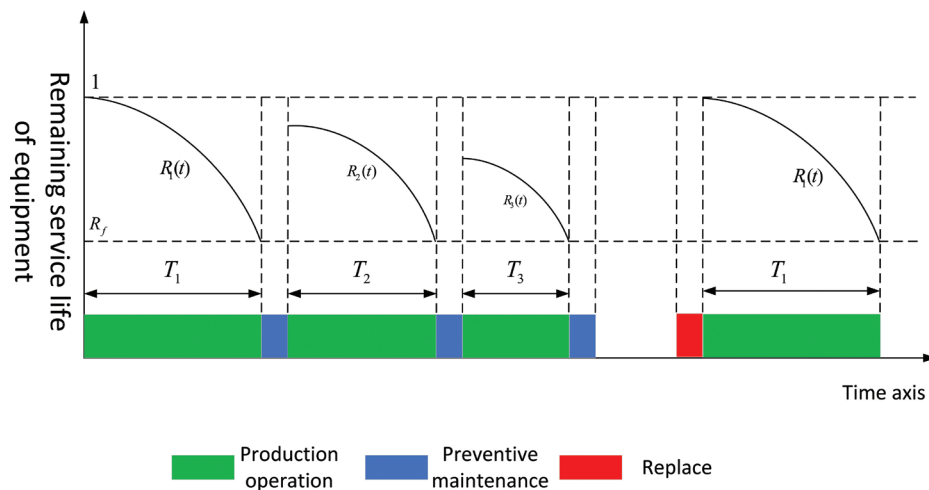 Remaining service life
of equipment
1
R₁(t)
R₂(t)
R₃(t)
R₁(t)
R_f
T₁
T₂
T₃
T₁
Time axis
Production
operation
Preventive
maintenance
Replace